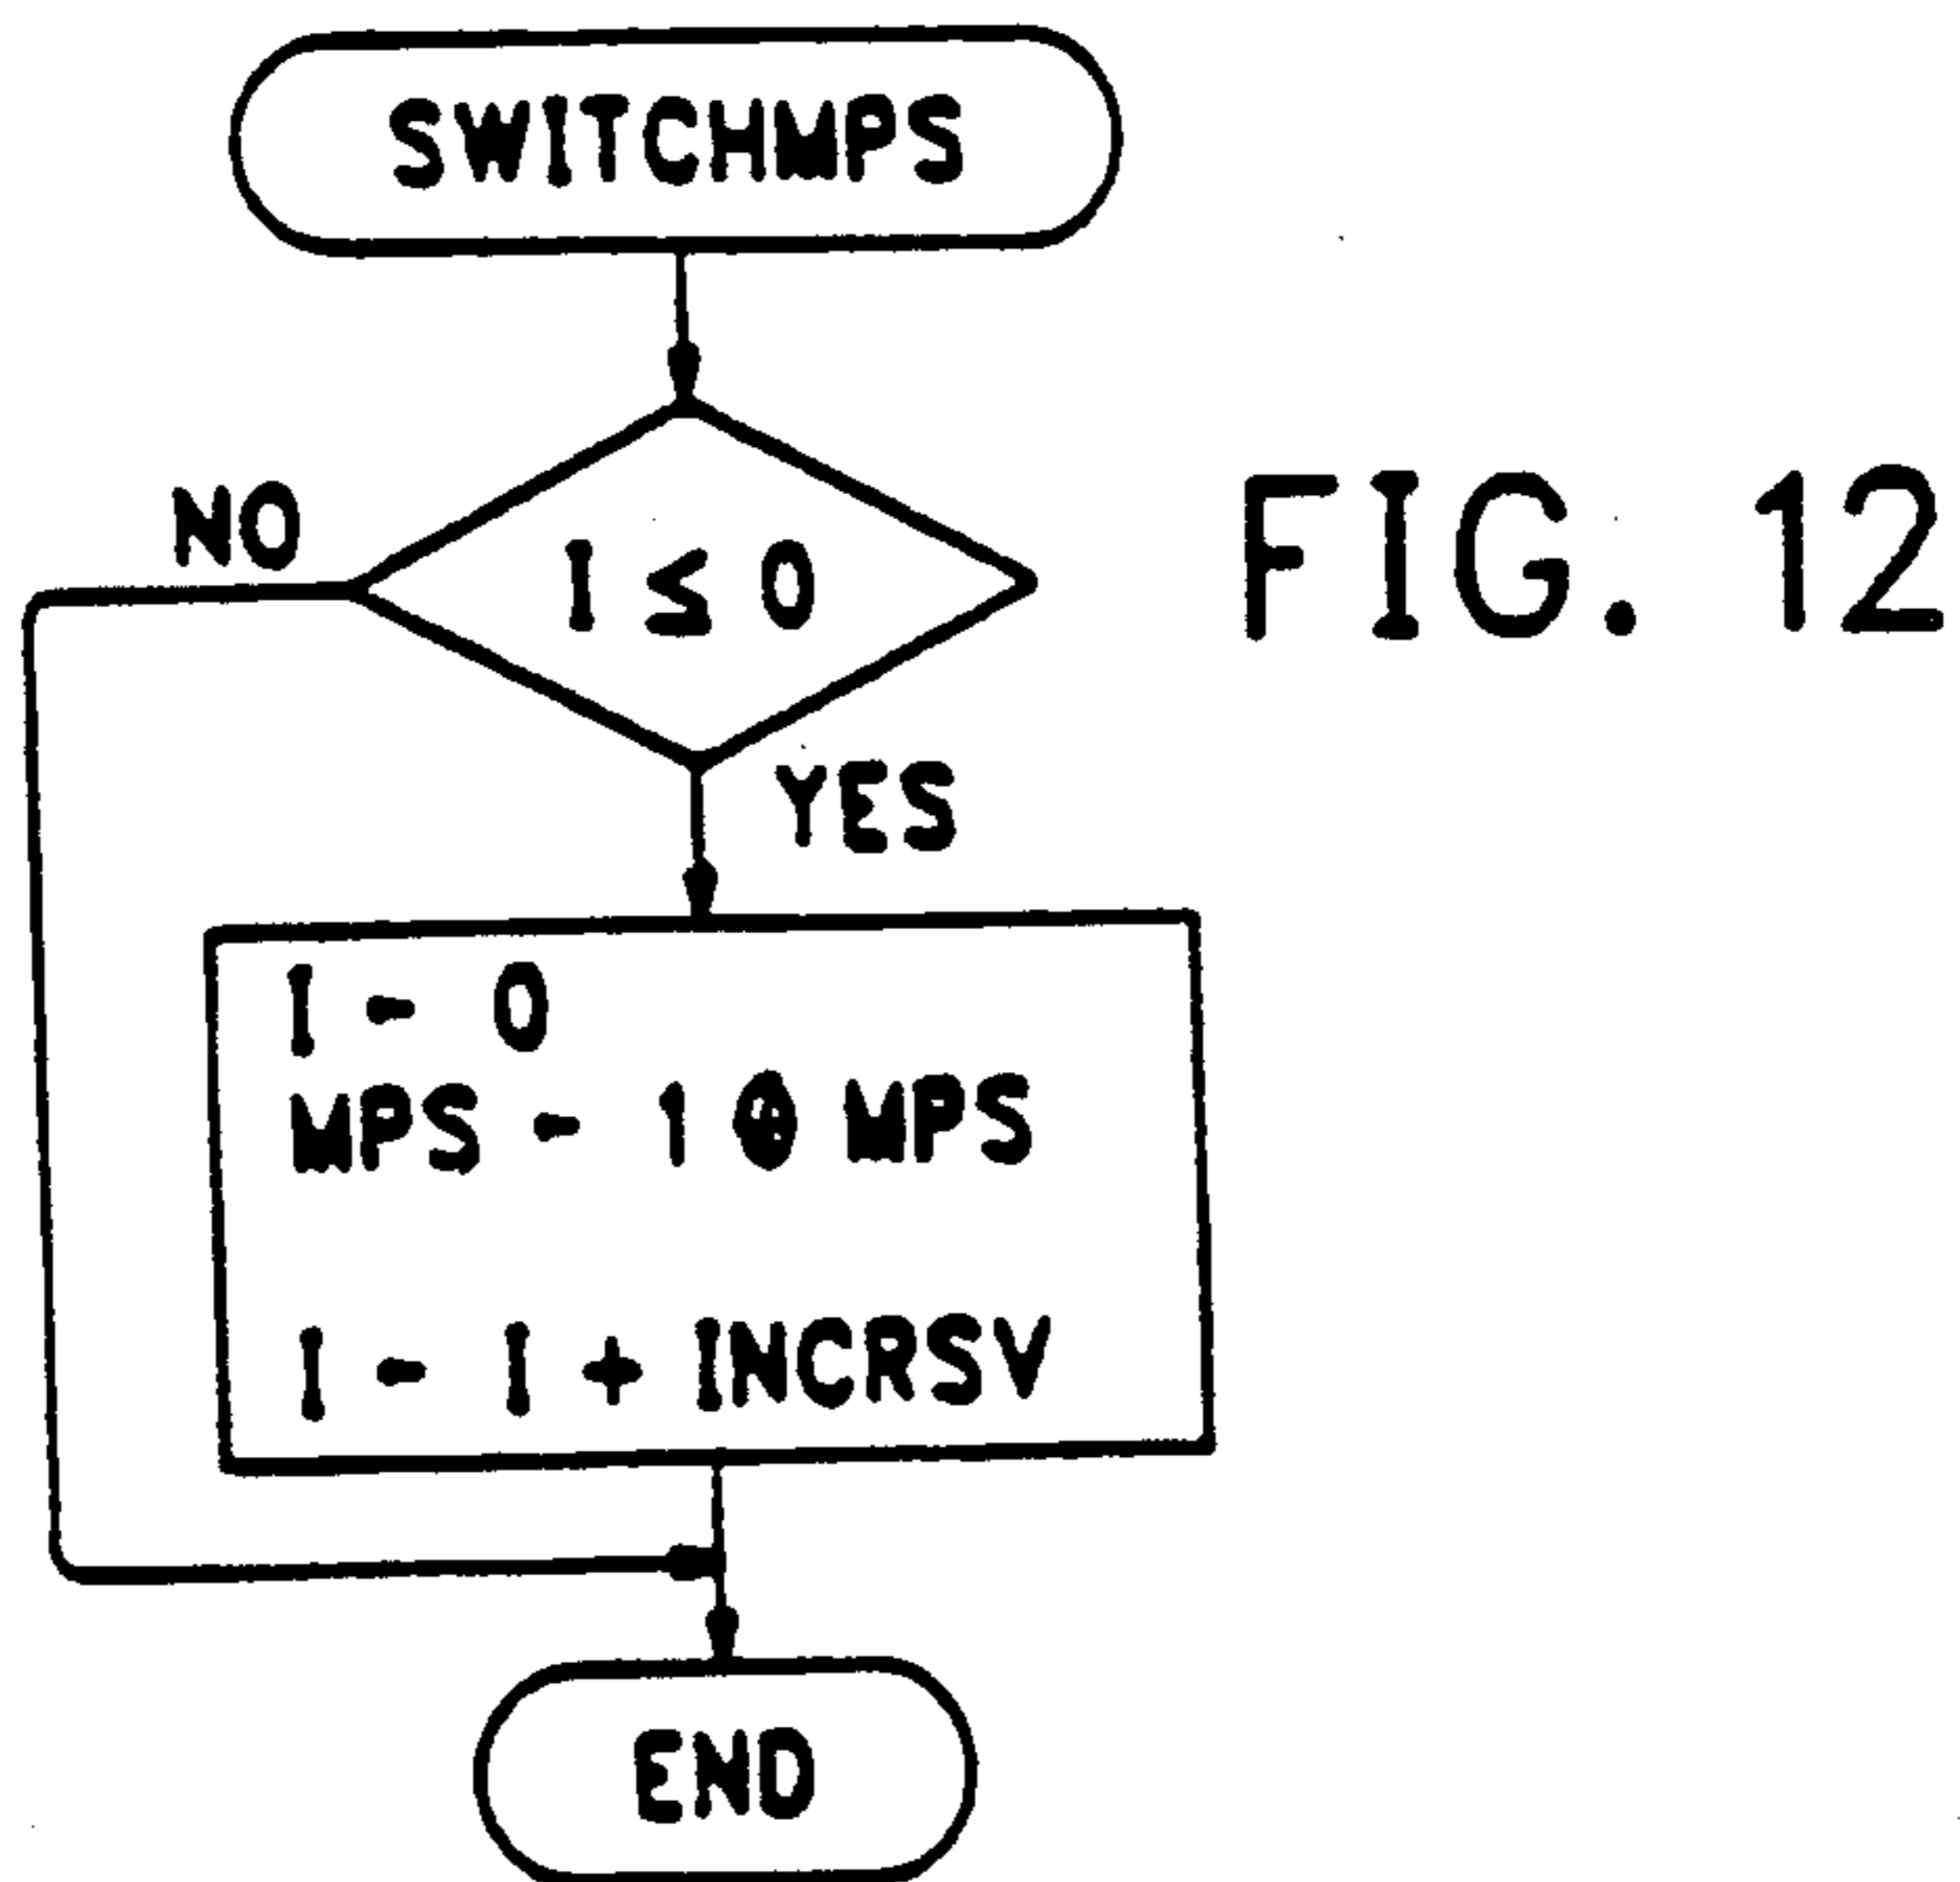 SWITCHMPS
NO
I ≤ 0
FIG. 12
YES
I - 0
MPS - 1 ⊕ MPS
I - I + INCRSV
END